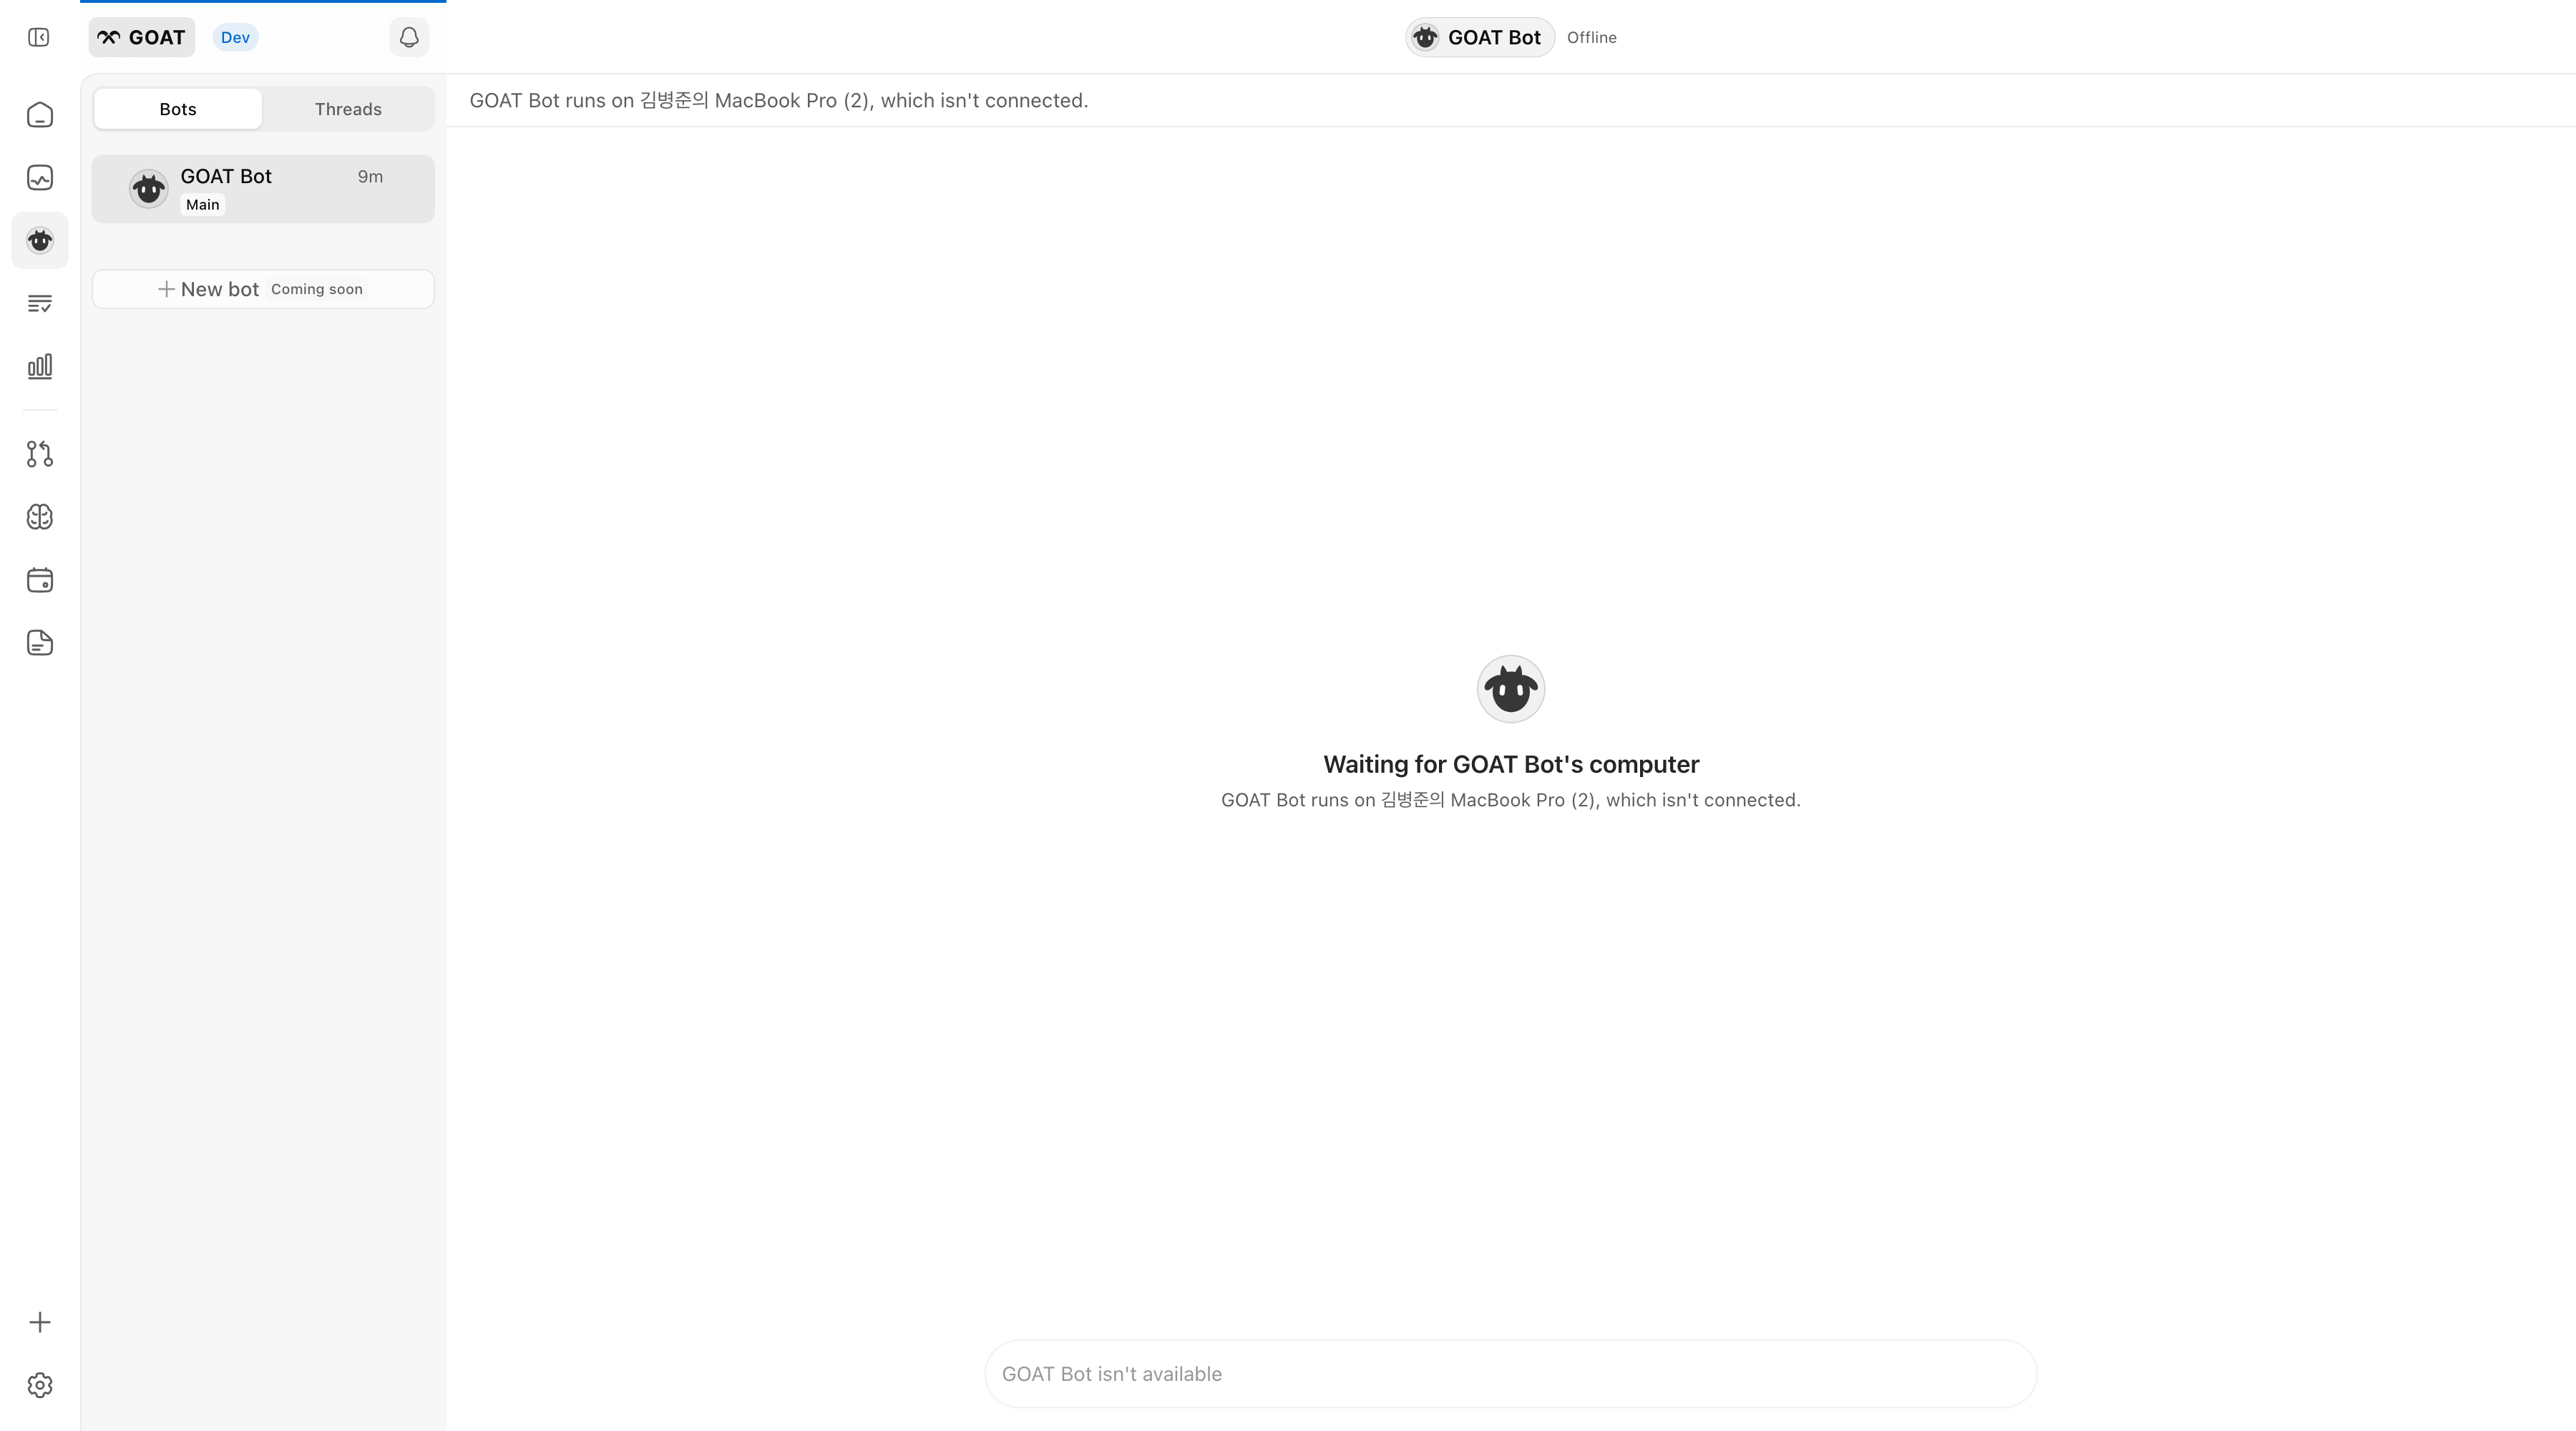 GOAT
Dev
GOAT Bot
Offline
Bots
Threads
GOAT Bot runs on 김병준의 MacBook Pro (2), which isn't connected.
GOAT Bot
9m
Main
New bot
Coming soon
Waiting for GOAT Bot's computer
GOAT Bot runs on 김병준의 MacBook Pro (2), which isn't connected.
GOAT Bot isn't available